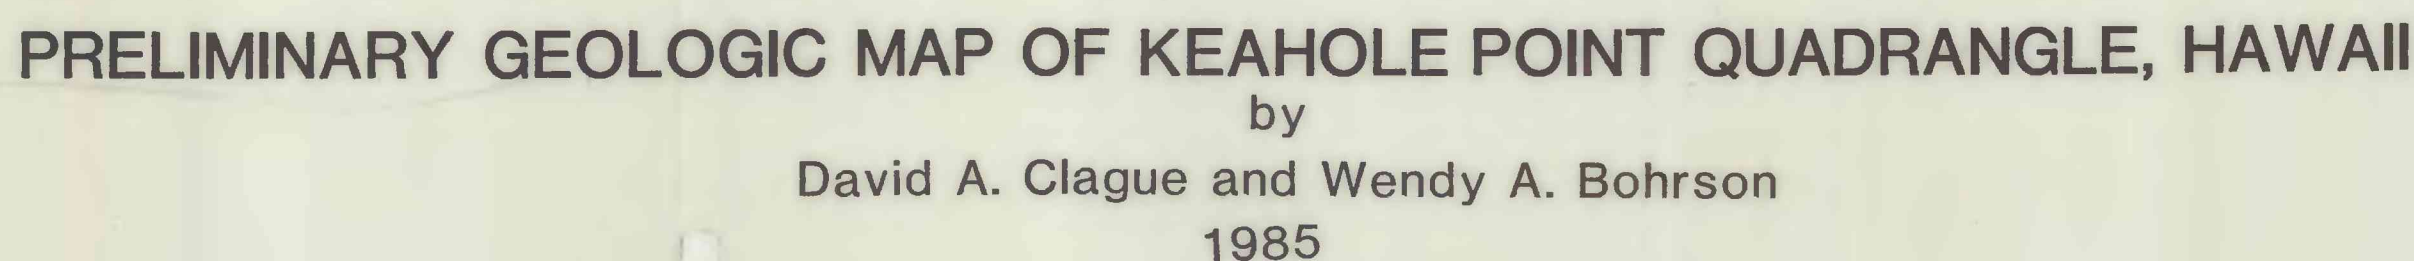 PRELIMINARY GEOLOGIC MAP OF KEAHOLE POINT QUADRANGLE, HAWAII
by
David A. Clague and Wendy A. Bohrson
1985